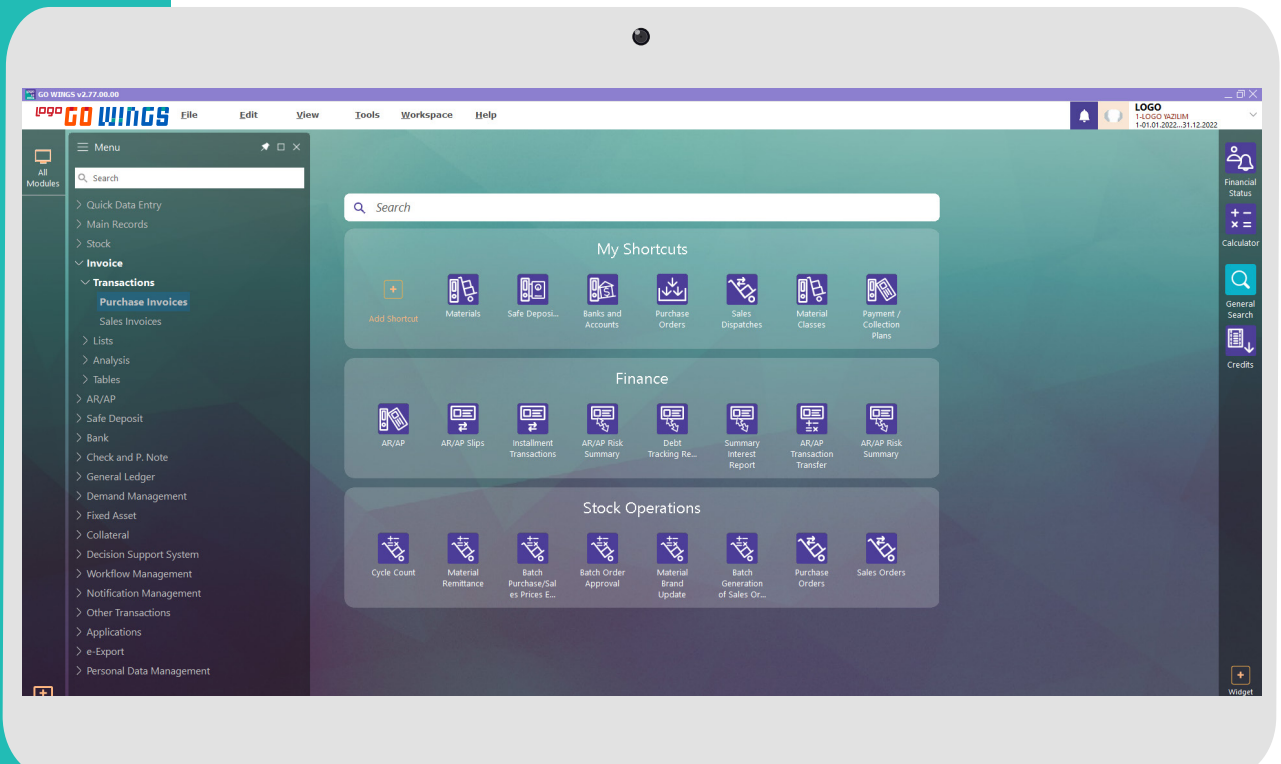 GO WINGS v2.77.00.00
LOGO GO WINGS File Edit View Tools Workspace Help
LOGO
1-LOGO YAZILIM
1-01.01.2022...31.12.2022
All
Modules
Menu
Search
Quick Data Entry
Main Records
Stock
Invoice
Transactions
Purchase Invoices
Sales Invoices
Lists
Analysis
Tables
AR/AP
Safe Deposit
Bank
Check and P. Note
General Ledger
Demand Management
Fixed Asset
Collateral
Decision Support System
Workflow Management
Notification Management
Other Transactions
Applications
e-Export
Personal Data Management
Search
My Shortcuts
Add Shortcut
Materials
Safe Deposi...
Banks and
Accounts
Purchase
Orders
Sales
Dispatches
Material
Classes
Payment /
Collection
Plans
Finance
AR/AP
AR/AP Slips
Installment
Transactions
AR/AP Risk
Summary
Debt
Tracking Re...
Summary
Interest
Report
AR/AP
Transaction
Transfer
AR/AP Risk
Summary
Stock Operations
Cycle Count
Material
Remittance
Batch
Purchase/Sal
es Prices E...
Batch Order
Approval
Material
Brand
Update
Batch
Generation
of Sales Or...
Purchase
Orders
Sales Orders
Financial
Status
Calculator
General
Search
Credits
Widget